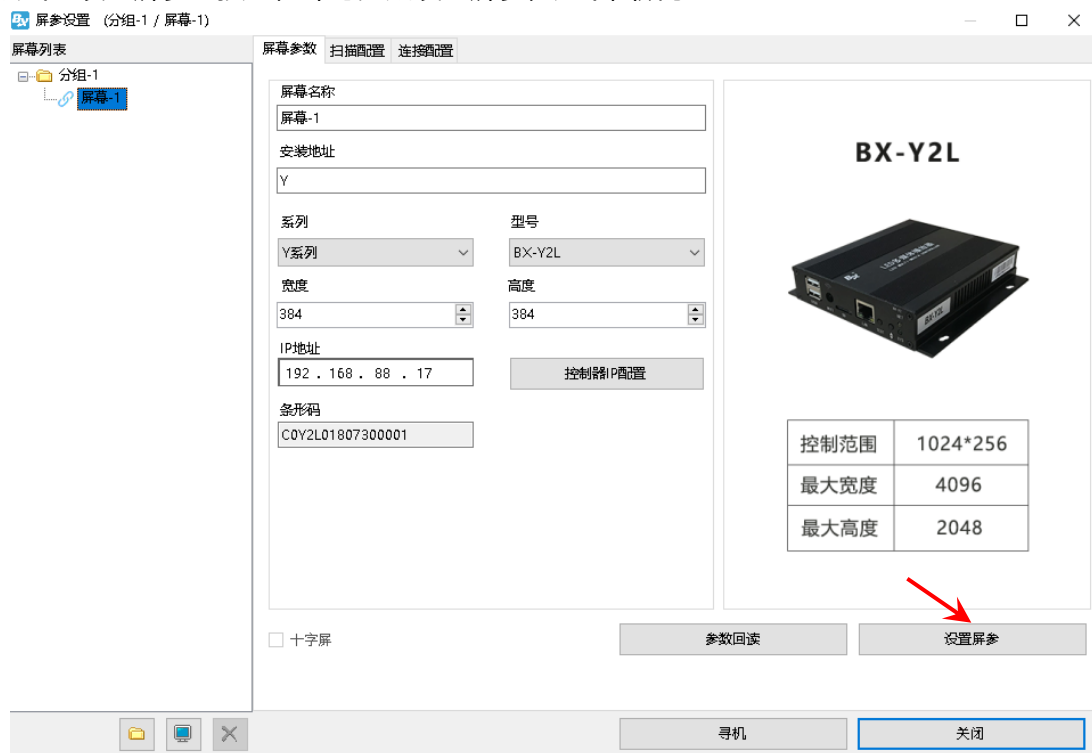 屏参设置 (分组-1 / 屏幕-1)
屏幕列表
分组-1
屏幕-1
屏幕参数 扫描配置 连接配置
屏幕名称
屏幕-1
安装地址
Y
系列 型号
Y系列 BX-Y2L
宽度 高度
384 384
IP地址
192 . 168 . 88 . 17 控制器IP配置
条形码
C0Y2L01807300001
BX-Y2L
控制范围 1024*256
最大宽度 4096
最大高度 2048
十字屏 参数回读 设置屏参
寻机 关闭